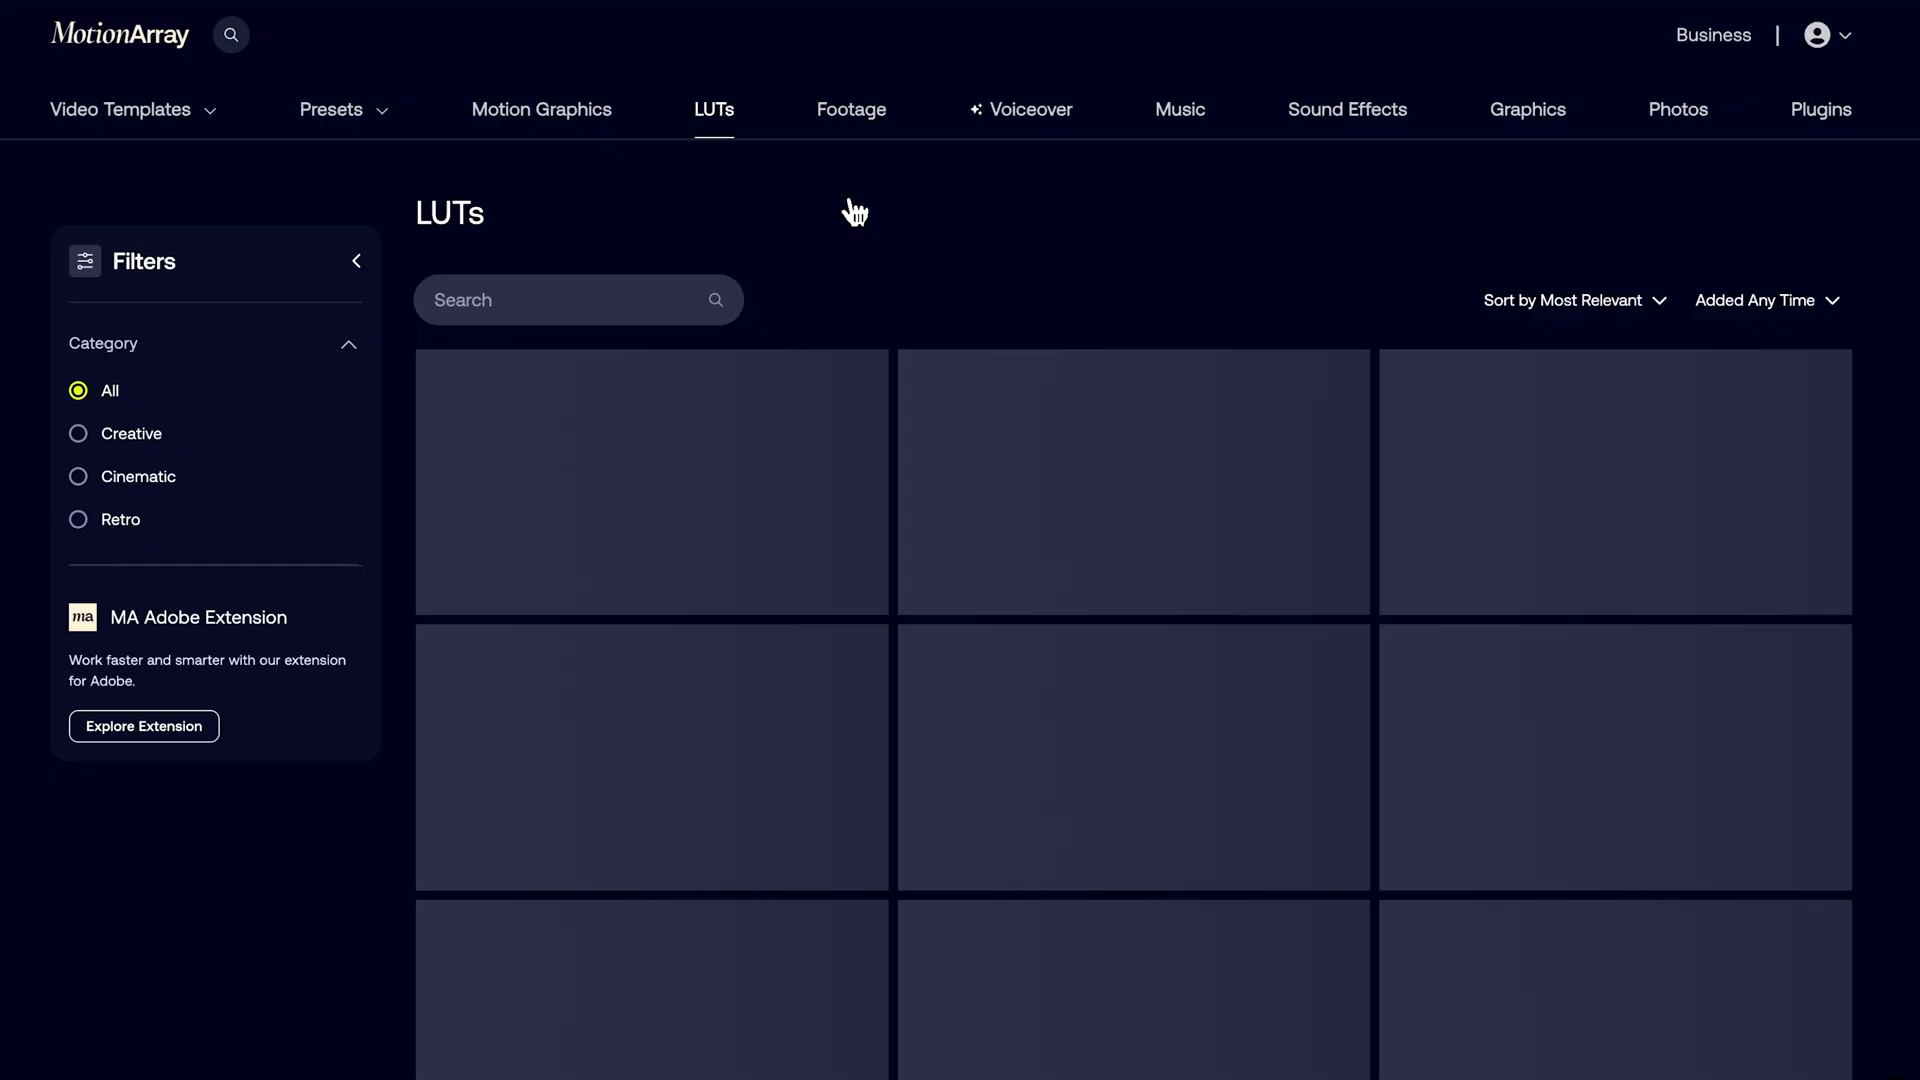 MotionArray
Business |
Video Templates Presets Motion Graphics LUTs Footage Voiceover Music Sound Effects Graphics Photos Plugins
LUTs
Filters
Search
Sort by Most Relevant Added Any Time
Category
All
Creative
Cinematic
Retro
ma MA Adobe Extension
Work faster and smarter with our extension
for Adobe.
Explore Extension